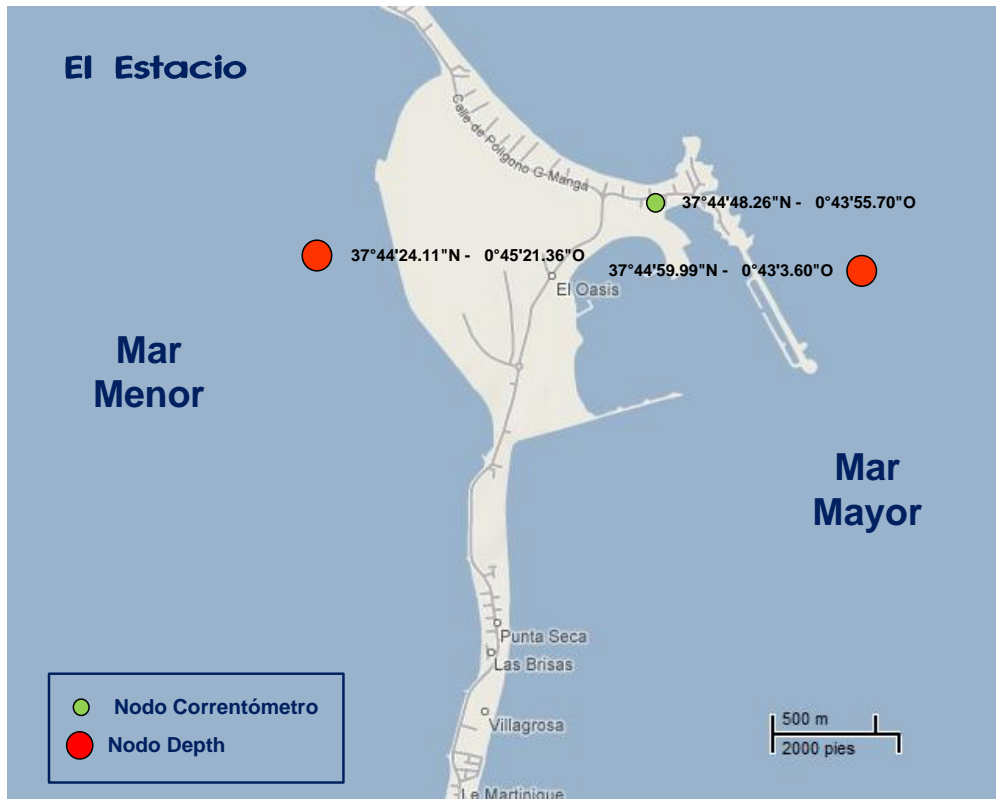 El Estacio
Calle de Polígono G-Manga
37°44'48.26"N - 0°43'55.70"O
37°44'24.11"N - 0°45'21.36"O
37°44'59.99"N - 0°43'3.60"O
El Oasis
Mar
Menor
Mar
Mayor
Punta Seca
Las Brisas
Villagrosa
Nodo Correntómetro
Nodo Depth
500 m
2000 pies
Le Martinique